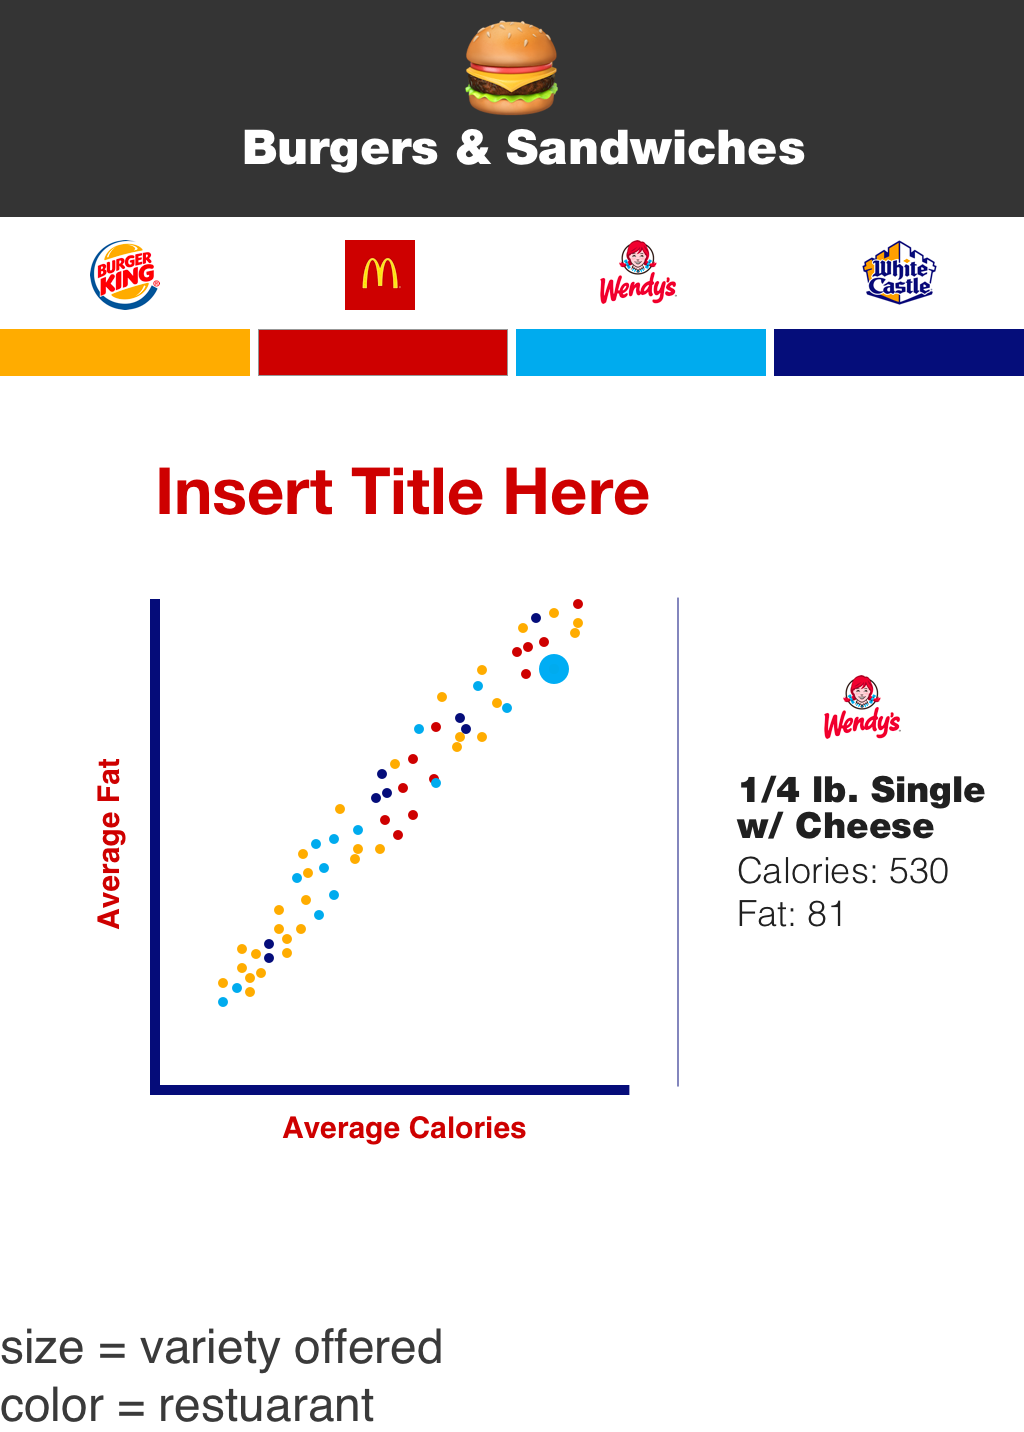 Burgers & Sandwiches
BURGER
KING
®
Wendy's
White
Castle
Insert Title Here
Average Fat
Wendy's
1/4 lb. Single
w/ Cheese
Calories: 530
Fat: 81
Average Calories
size = variety offered
color = restuarant